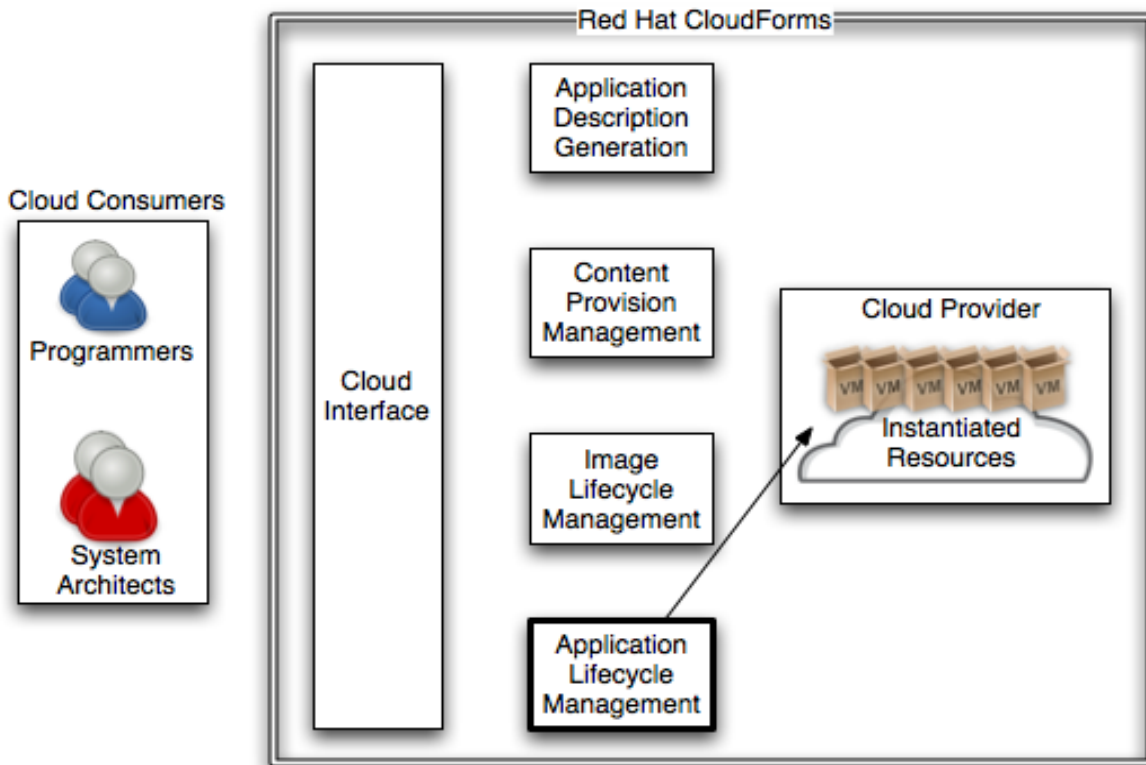 Red Hat CloudForms
Cloud Consumers
Programmers
System
Architects
Cloud
Interface
Application
Description
Generation
Content
Provision
Management
Image
Lifecycle
Management
Application
Lifecycle
Management
Cloud Provider
VM VM VM VM VM VM
Instantiated
Resources